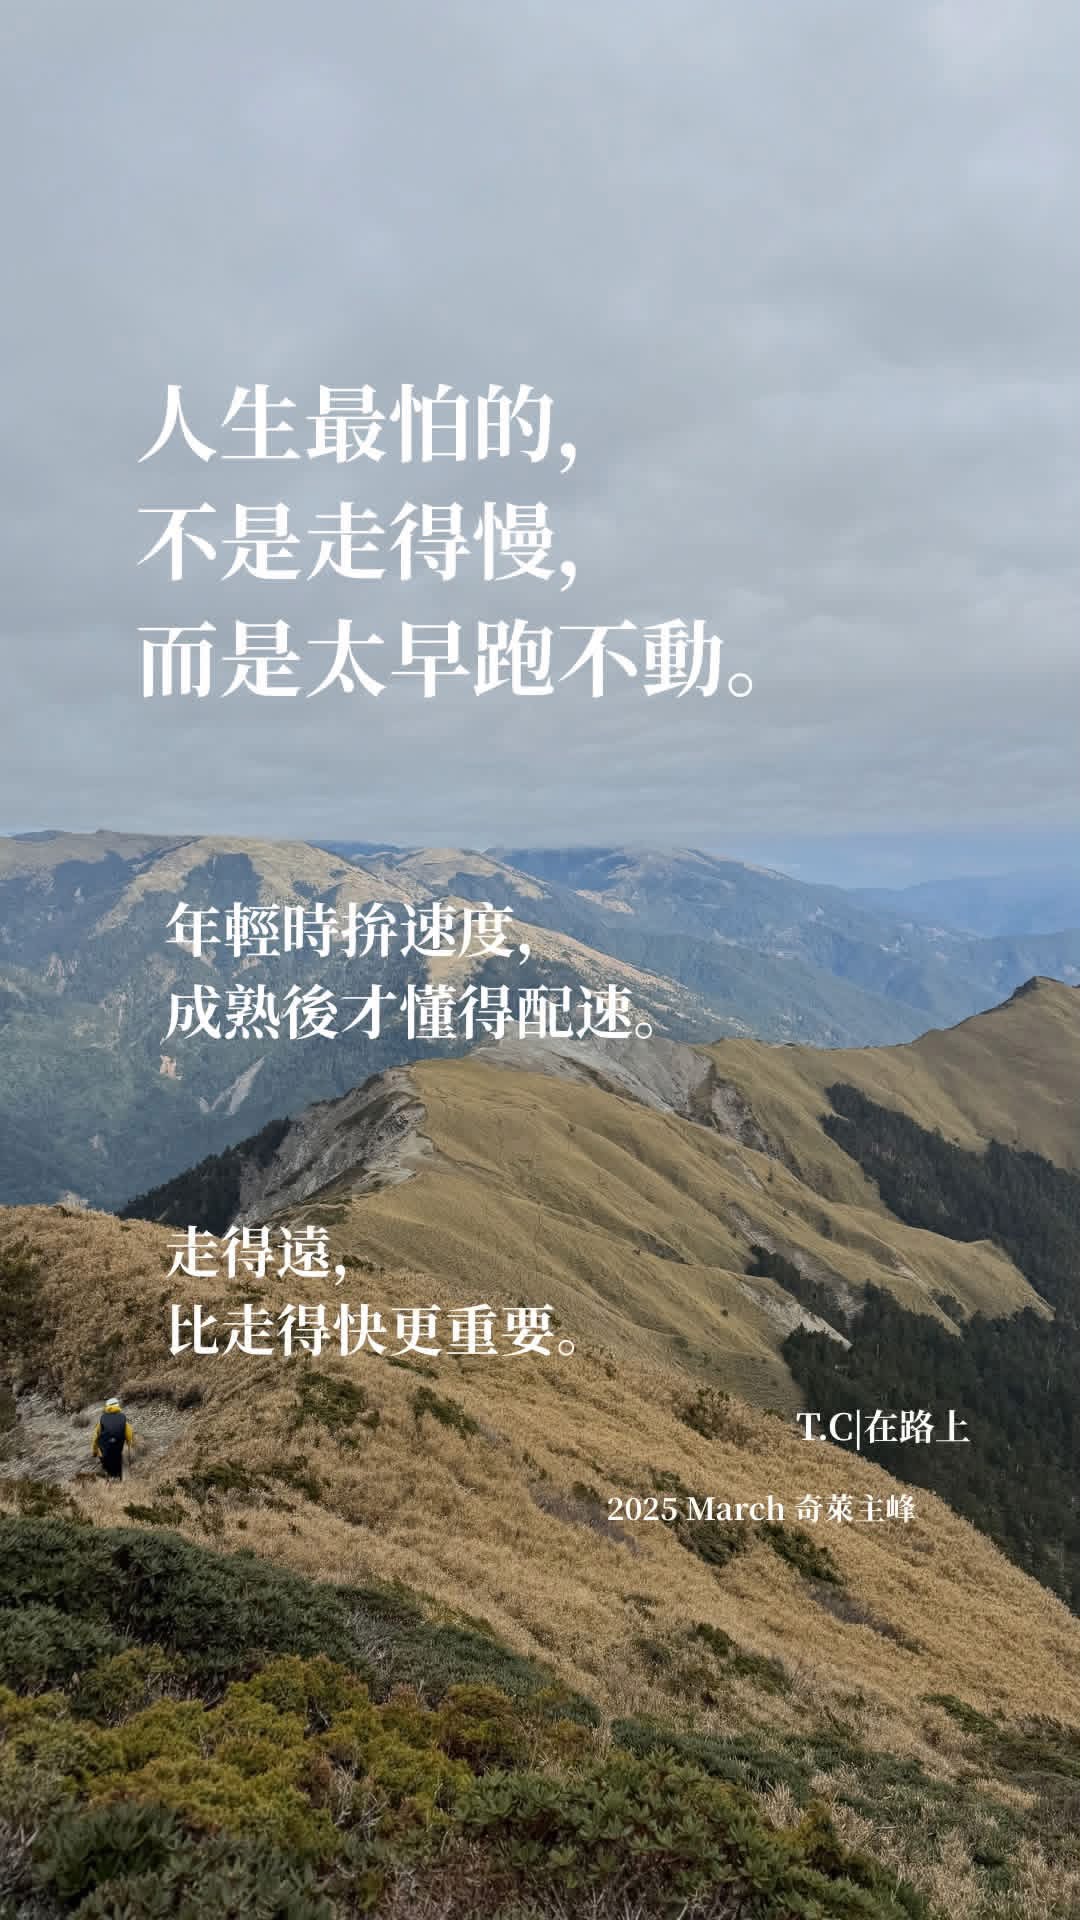 人生最怕的,
不是走得慢,
而是太早跑不動。
年輕時拚速度,
成熟後才懂得配速。
走得遠,
比走得快更重要。
T.C|在路上
2025 March 奇萊主峰